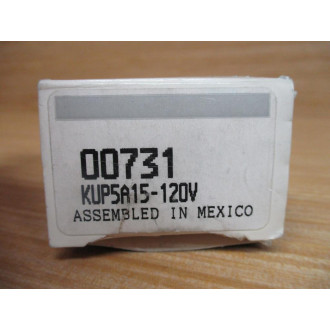 00731
KUP5A15-120V
ASSEMBLED IN MEXICO